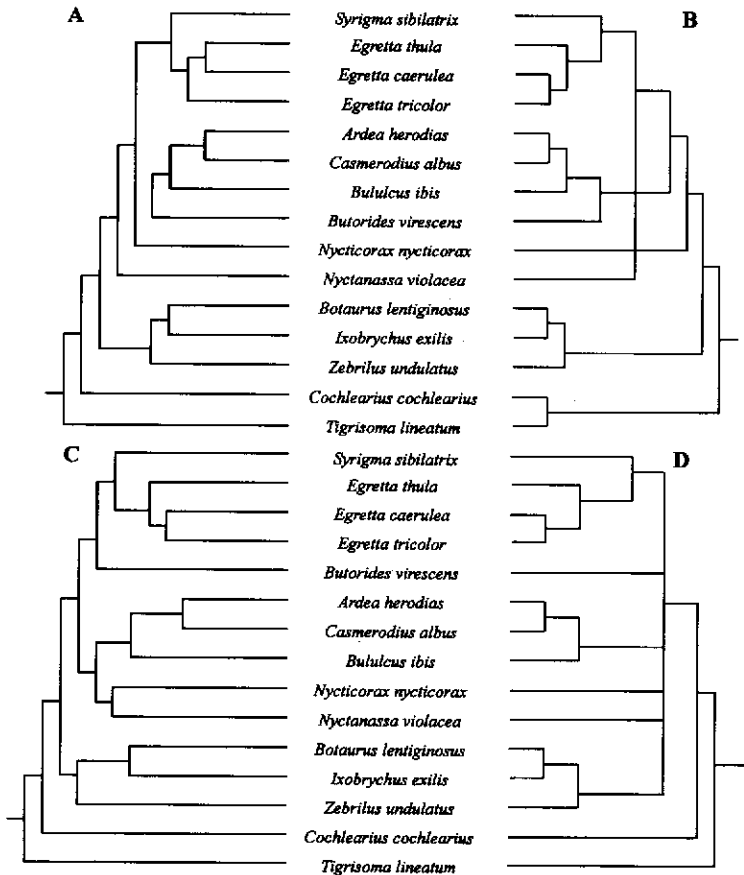 A
B
Syrigma sibilatrix
Egretta thula
Egretta caerulea
Egretta tricolor
Ardea herodias
Casmerodius albus
Bululcus ibis
Butorides virescens
Nycticorax nycticorax
Nyctanassa violacea
Botaurus lentiginosus
Ixobrychus exilis
Zebrilus undulatus
Cochlearius cochlearius
Tigrisoma lineatum
C
D
Syrigma sibilatrix
Egretta thula
Egretta caerulea
Egretta tricolor
Butorides virescens
Ardea herodias
Casmerodius albus
Bululcus ibis
Nycticorax nycticorax
Nyctanassa violacea
Botaurus lentiginosus
Ixobrychus exilis
Zebrilus undulatus
Cochlearius cochlearius
Tigrisoma lineatum